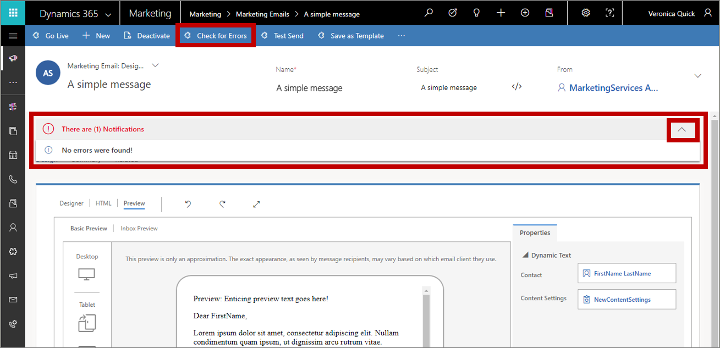 Dynamics 365 Marketing Marketing > Marketing Emails > A simple message Veronica Quick
Go Live New Deactivate Check for Errors Test Send Save as Template ...
AS
Marketing Email: Desig...
A simple message
Name*
A simple message
Subject
A simple message
</>
From
MarketingServices A...
There are (1) Notifications
No errors were found!
Designer HTML Preview
Basic Preview Inbox Preview
Desktop
Tablet
This preview is only an approximation. The exact appearance, as seen by message recipients, may vary based on which email client they use.
Preview: Enticing preview text goes here!
Dear FirstName,
Lorem ipsum dolor sit amet, consectetur adipiscing elit. Nullam
condimentum quam ipsum, ut dignissim arcu rutrum vitae.
Properties
Dynamic Text
Contact FirstName LastName
Content Settings NewContentSettings